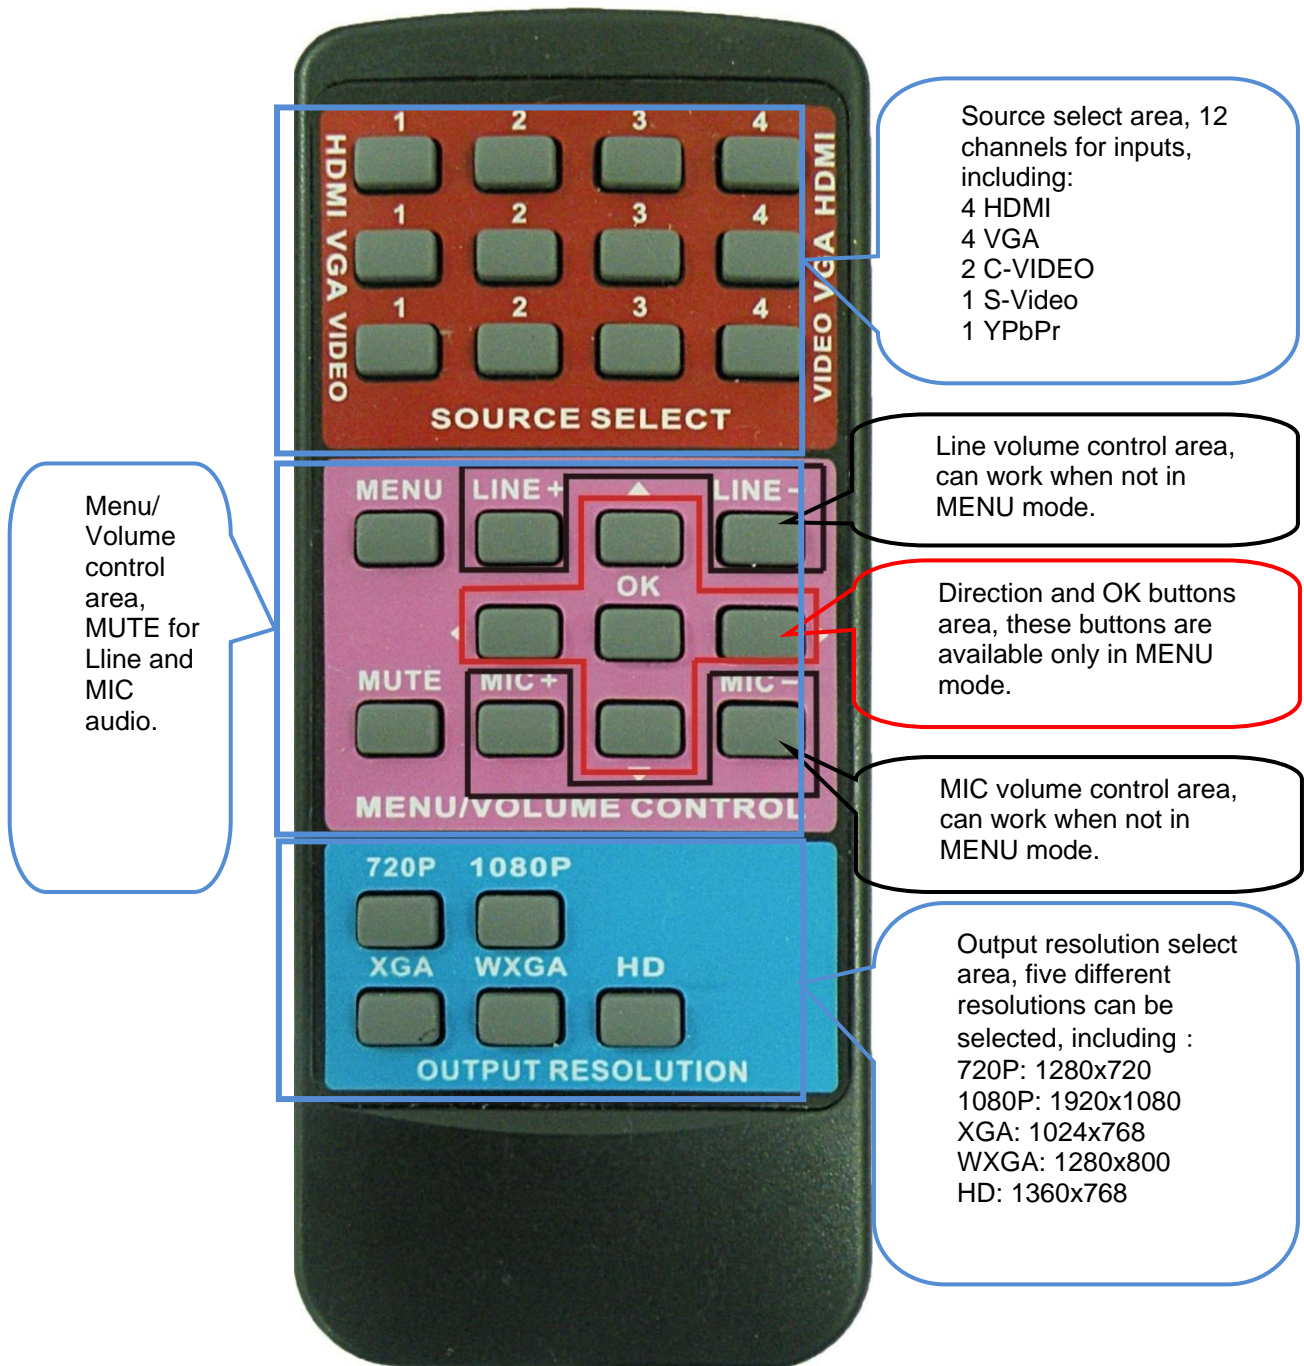 1 2 3 4
HDMI
HDMI
1 2 3 4
VGA
VGA
1 2 3 4
VIDEO
VIDEO
SOURCE SELECT
MENU LINE + LINE -
OK
MUTE MIC + MIC -
MENU/VOLUME CONTROL
720P 1080P
XGA WXGA HD
OUTPUT RESOLUTION
Menu/
Volume
control
area,
MUTE for
Lline and
MIC
audio.
Source select area, 12
channels for inputs,
including:
4 HDMI
4 VGA
2 C-VIDEO
1 S-Video
1 YPbPr
Line volume control area,
can work when not in
MENU mode.
Direction and OK buttons
area, these buttons are
available only in MENU
mode.
MIC volume control area,
can work when not in
MENU mode.
Output resolution select
area, five different
resolutions can be
selected, including：
720P: 1280x720
1080P: 1920x1080
XGA: 1024x768
WXGA: 1280x800
HD: 1360x768